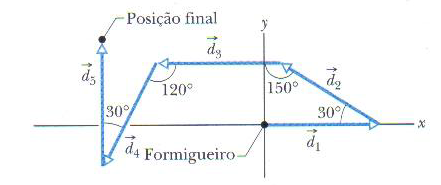 Posição final
y
d₃
d₅
d₂
120°
150°
30°
30°
x
d₄
Formigueiro
d₁